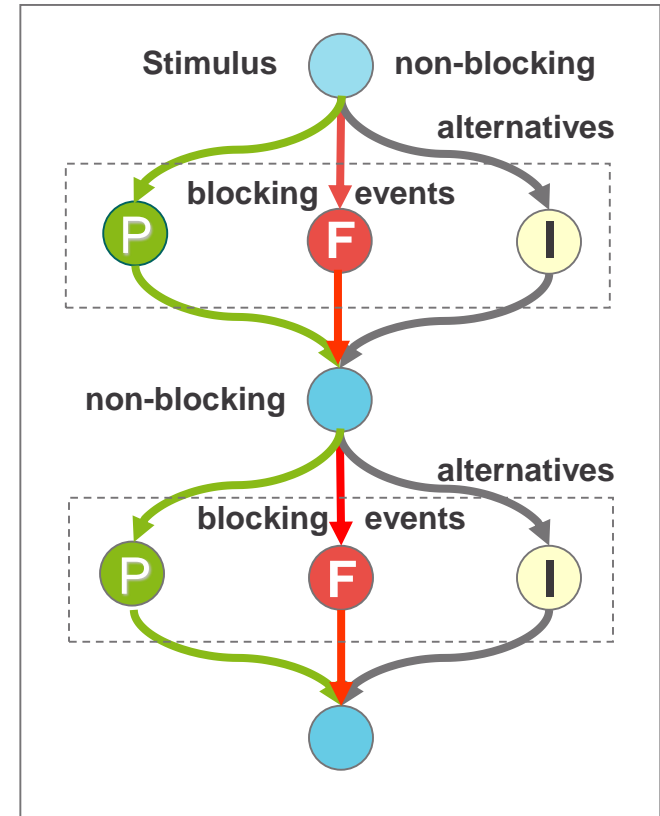 Stimulus non-blocking
alternatives
blocking events
P F I
non-blocking
alternatives
blocking events
P F I